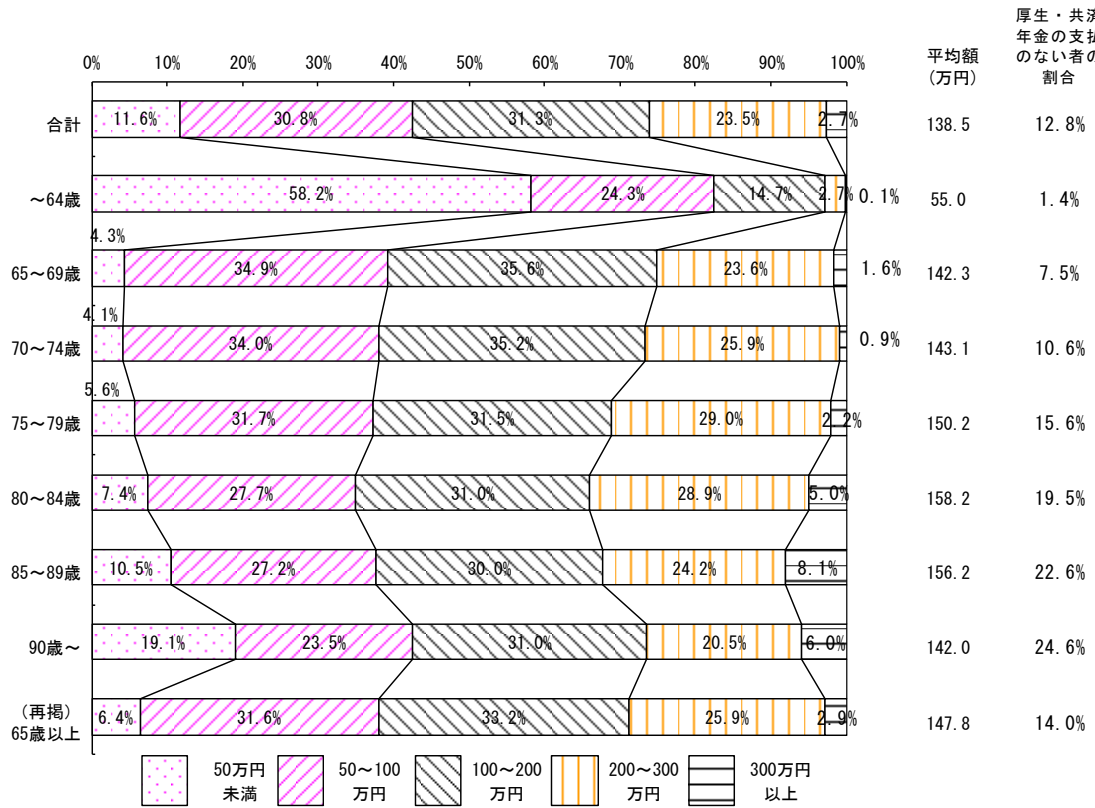 厚生・共済
年金の支払
のない者の
割合
平均額
(万円)
0% 10% 20% 30% 40% 50% 60% 70% 80% 90% 100%
合計 11.6% 30.8% 31.3% 23.5% 2.7% 138.5 12.8%
～64歳 58.2% 24.3% 14.7% 2.7% 0.1% 55.0 1.4%
4.3%
65～69歳 34.9% 35.6% 23.6% 1.6% 142.3 7.5%
4.1%
70～74歳 34.0% 35.2% 25.9% 0.9% 143.1 10.6%
5.6%
75～79歳 31.7% 31.5% 29.0% 2.2% 150.2 15.6%
80～84歳 7.4% 27.7% 31.0% 28.9% 5.0% 158.2 19.5%
85～89歳 10.5% 27.2% 30.0% 24.2% 8.1% 156.2 22.6%
90歳～ 19.1% 23.5% 31.0% 20.5% 6.0% 142.0 24.6%
(再掲)
65歳以上 6.4% 31.6% 33.2% 25.9% 2.9% 147.8 14.0%
50万円 50～100 100～200 200～300 300万円
未満 万円 万円 万円 以上